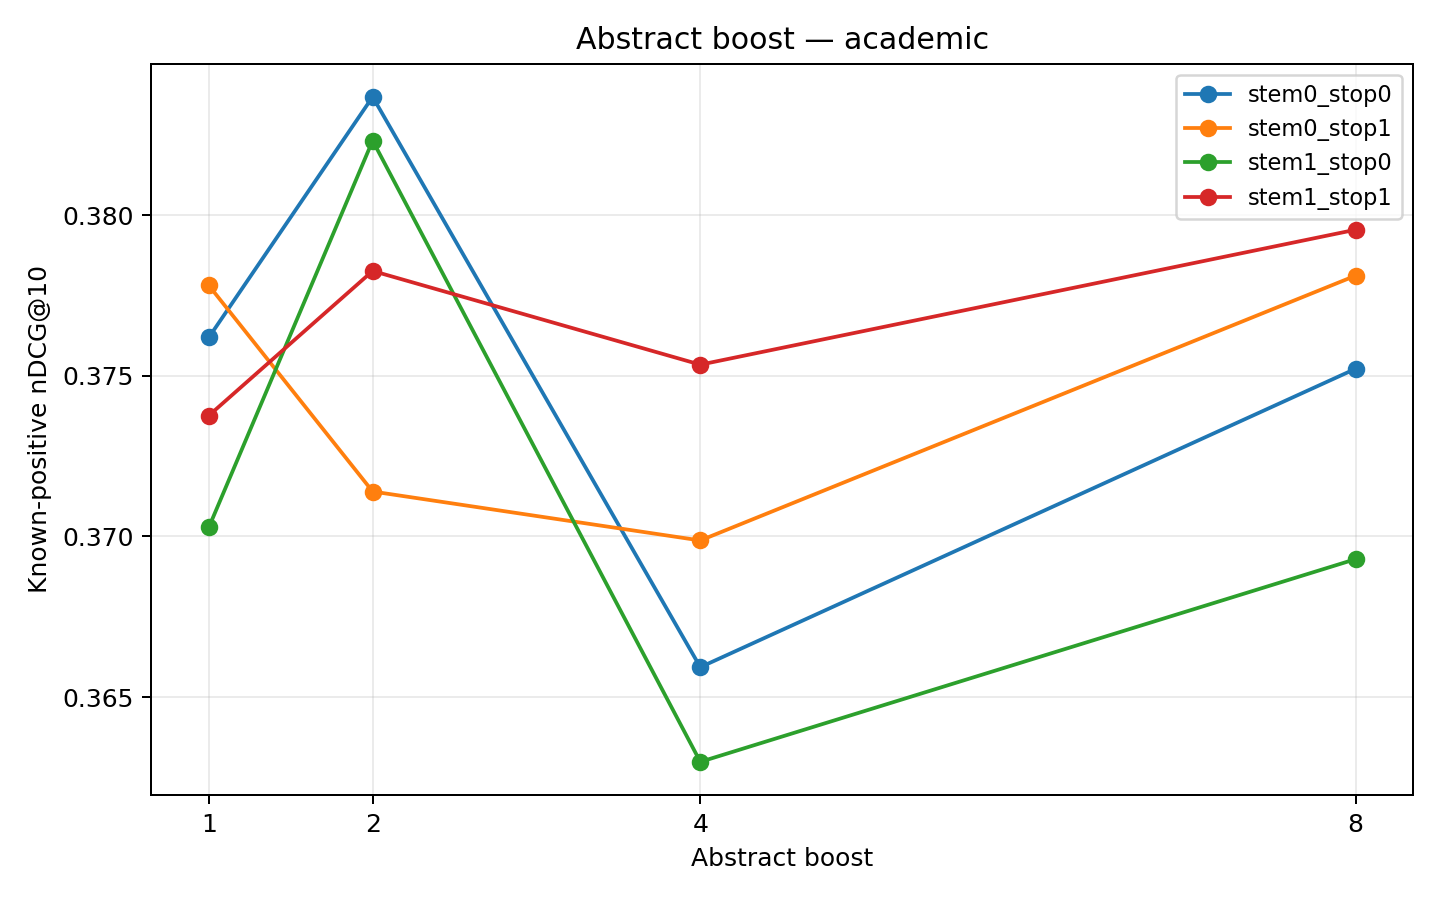 Abstract boost — academic
stem0_stop0
stem0_stop1
stem1_stop0
stem1_stop1
Known-positive nDCG@10
0.380
0.375
0.370
0.365
1 2 4 8
Abstract boost